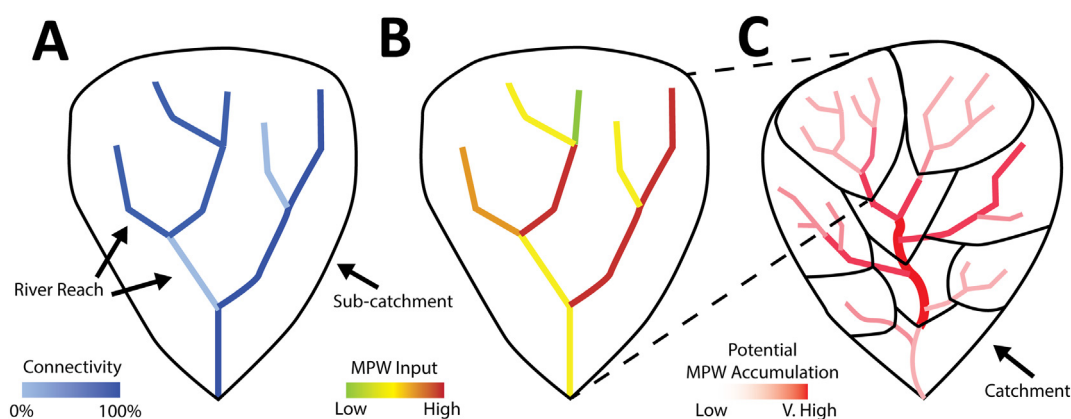 A
B
C
River Reach
Sub-catchment
Connectivity
0%
100%
MPW Input
Low
High
Potential
MPW Accumulation
Low
V. High
Catchment